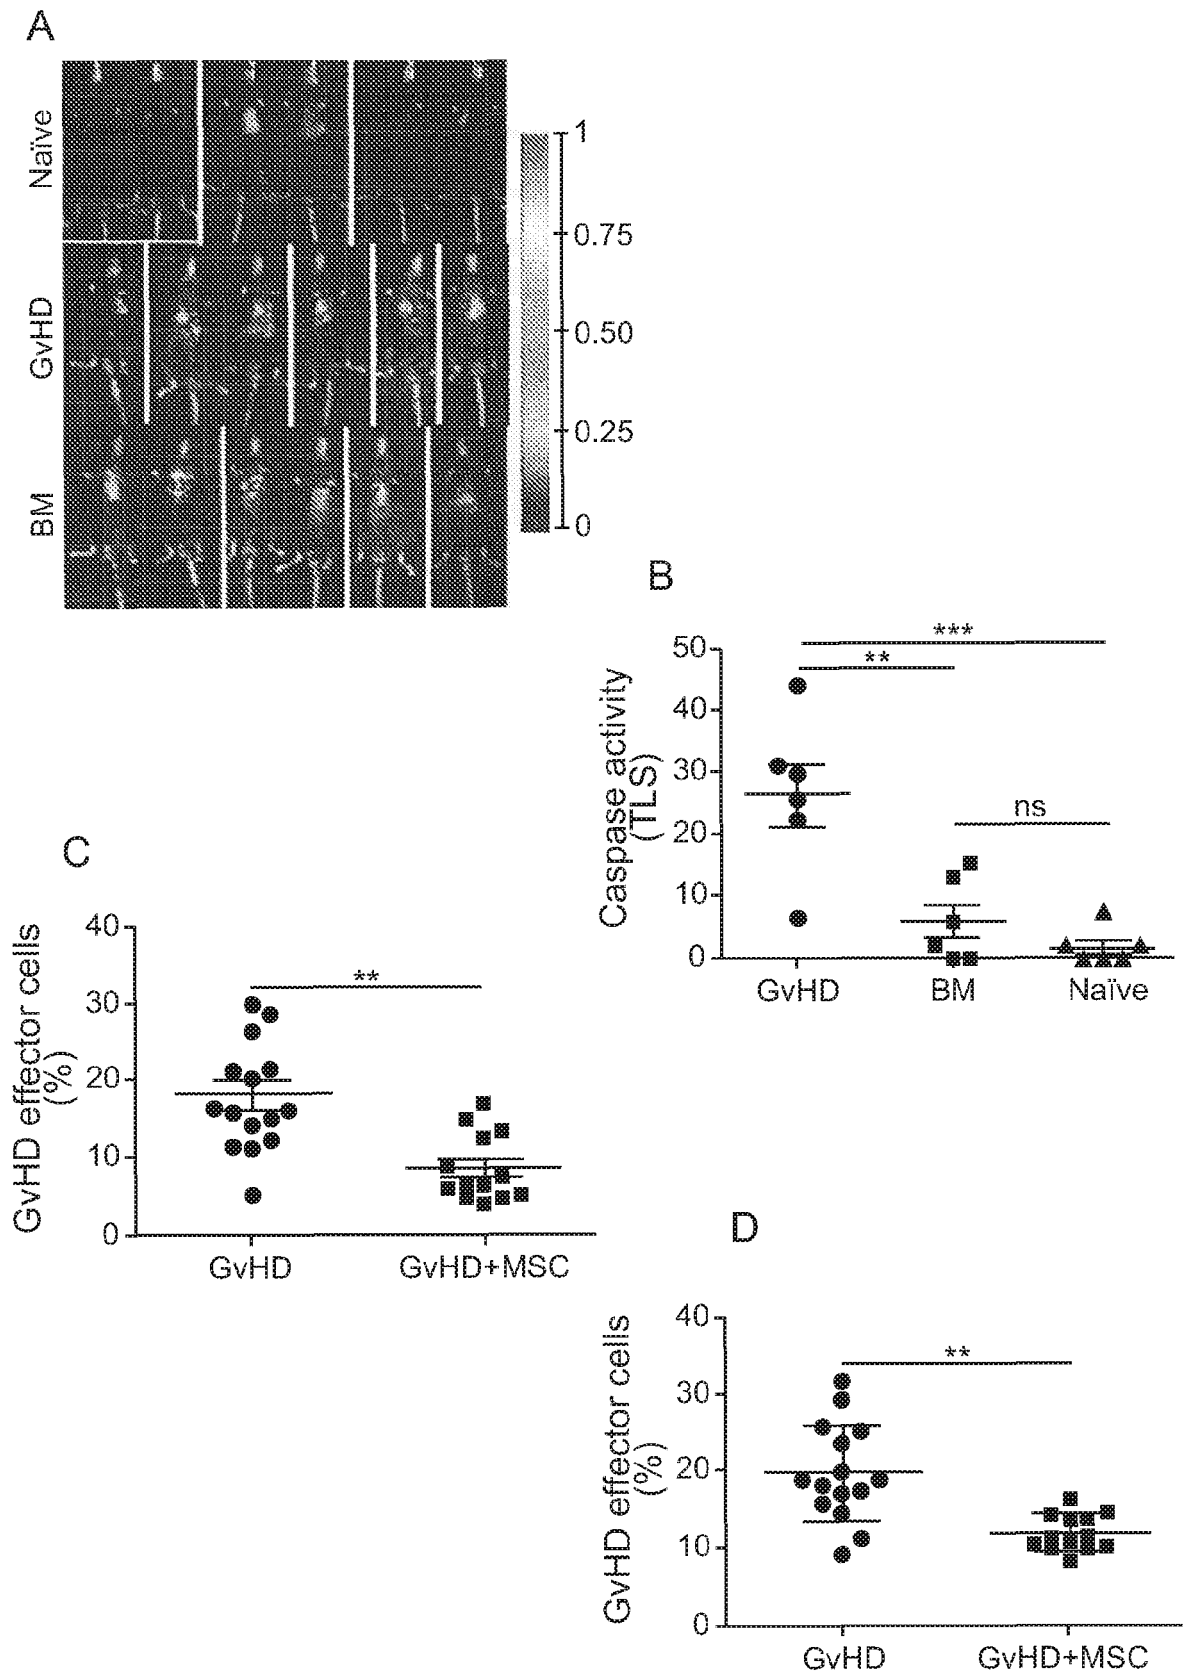 A
Naïve
GvHD
BM
1
0.75
0.50
0.25
0
B
Caspase activity
(TLS)
50
40
30
20
10
0
***
**
ns
GvHD BM Naïve
C
GvHD effector cells
(%)
40
30
20
10
0
**
GvHD GvHD+MSC
D
GvHD effector cells
(%)
40
30
20
10
0
**
GvHD GvHD+MSC